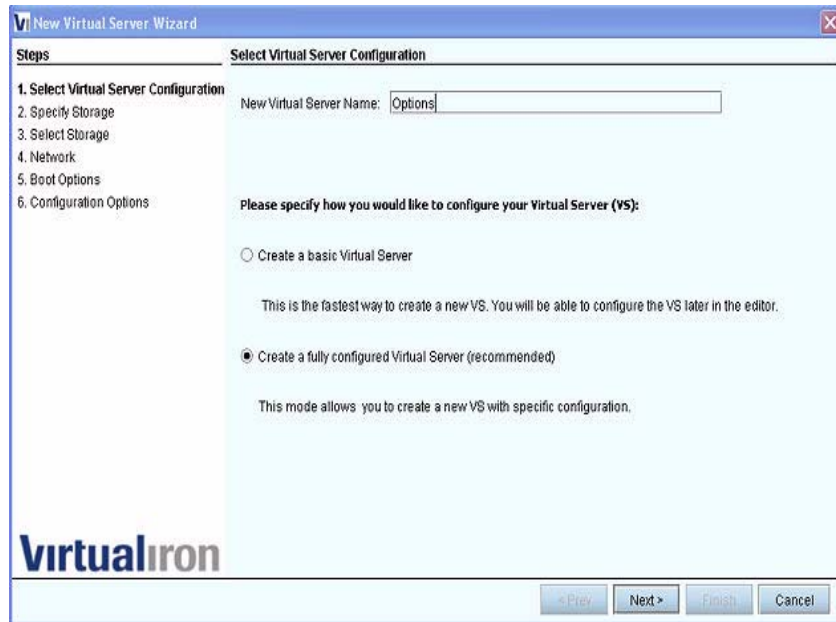 New Virtual Server Wizard
Steps
1. Select Virtual Server Configuration
2. Specify Storage
3. Select Storage
4. Network
5. Boot Options
6. Configuration Options
Select Virtual Server Configuration
New Virtual Server Name: Options
Please specify how you would like to configure your Virtual Server (VS):
Create a basic Virtual Server
This is the fastest way to create a new VS. You will be able to configure the VS later in the editor.
Create a fully configured Virtual Server (recommended)
This mode allows you to create a new VS with specific configuration.
Virtualiron
< Prev Next > Finish Cancel